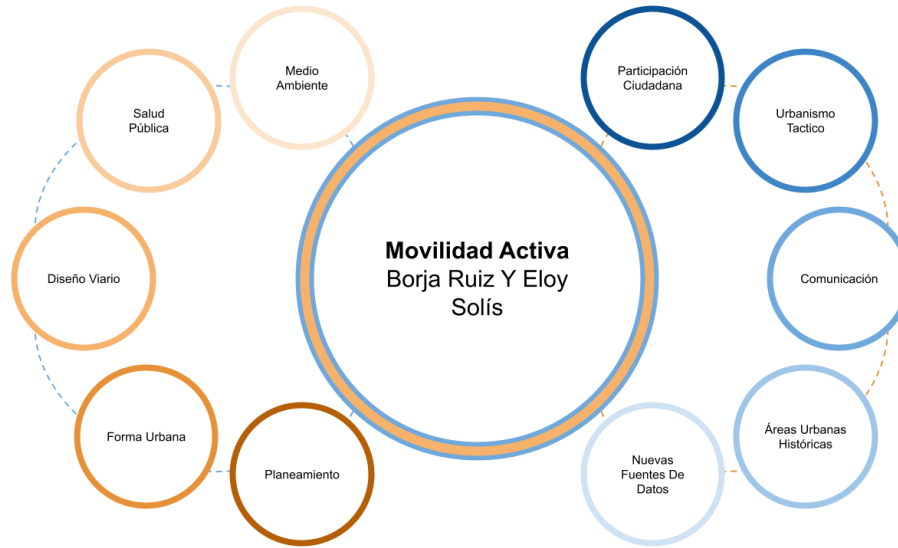 Medio
Ambiente
Participación
Ciudadana
Salud
Pública
Urbanismo
Tactico
Movilidad Activa
Borja Ruiz Y Eloy
Solís
Diseño Viario
Comunicación
Forma Urbana
Áreas Urbanas
Históricas
Planeamiento
Nuevas
Fuentes De
Datos